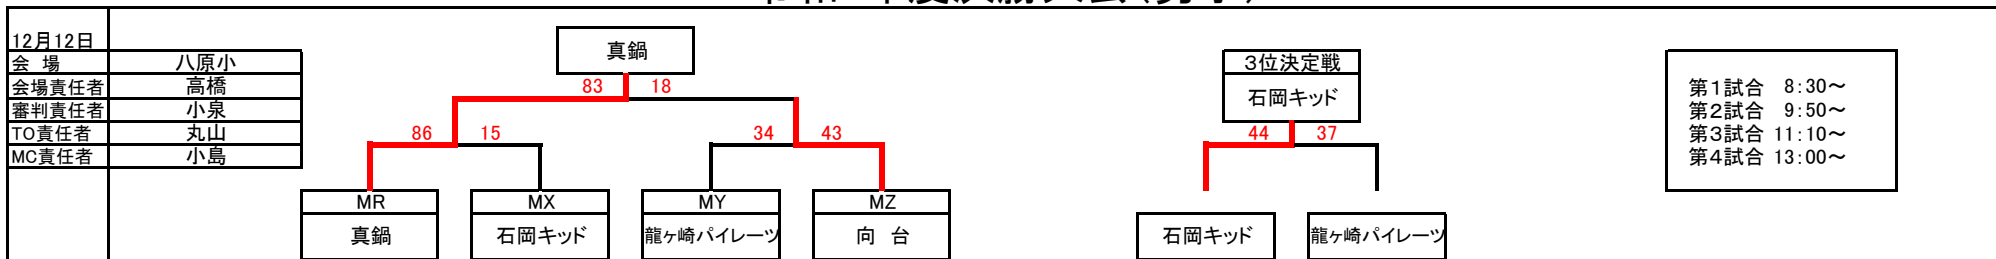 12月12日
会 場 八原小
会場責任者 高橋
審判責任者 小泉
TO責任者 丸山
MC責任者 小島
真鍋
83 18
86 15
34 43
MR MX MY MZ
真鍋 石岡キッド 龍ヶ崎パイレーツ 向 台
3位決定戦
石岡キッド
44 37
石岡キッド 龍ヶ崎パイレーツ
第1試合 8:30～
第2試合 9:50～
第3試合 11:10～
第4試合 13:00～